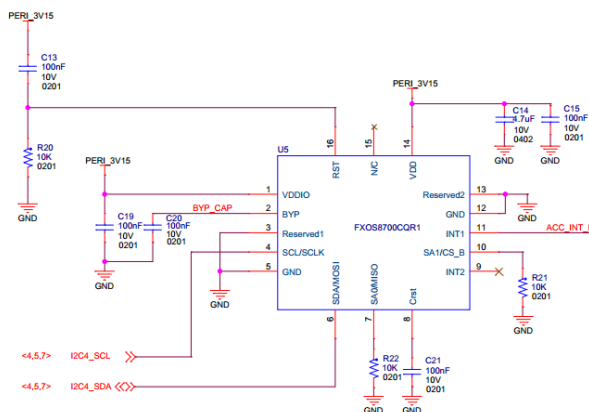 PERI_3V15
C13
100nF
10V
0201
R20
10K
0201
GND
PERI_3V15
C19
100nF
10V
0201
GND
C20
100nF
10V
0201
BYP_CAP
PERI_3V15
C14
4.7uF
10V
0402
GND
C15
100nF
10V
0201
GND
U5
16
RST
15
N/C
14
VDD
1
VDDIO
2
BYP
3
Reserved1
4
SCL/SCLK
5
GND
GND
FXOS8700CQR1
Reserved2
13
GND
12
GND
INT1
11
SA1/CS_B
10
INT2
9
SDA/MOSI
6
SA0/MISO
7
Crst
8
R21
10K
0201
GND
R22
10K
0201
GND
C21
100nF
10V
0201
GND
<4,5,7> I2C4_SCL
<4,5,7> I2C4_SDA